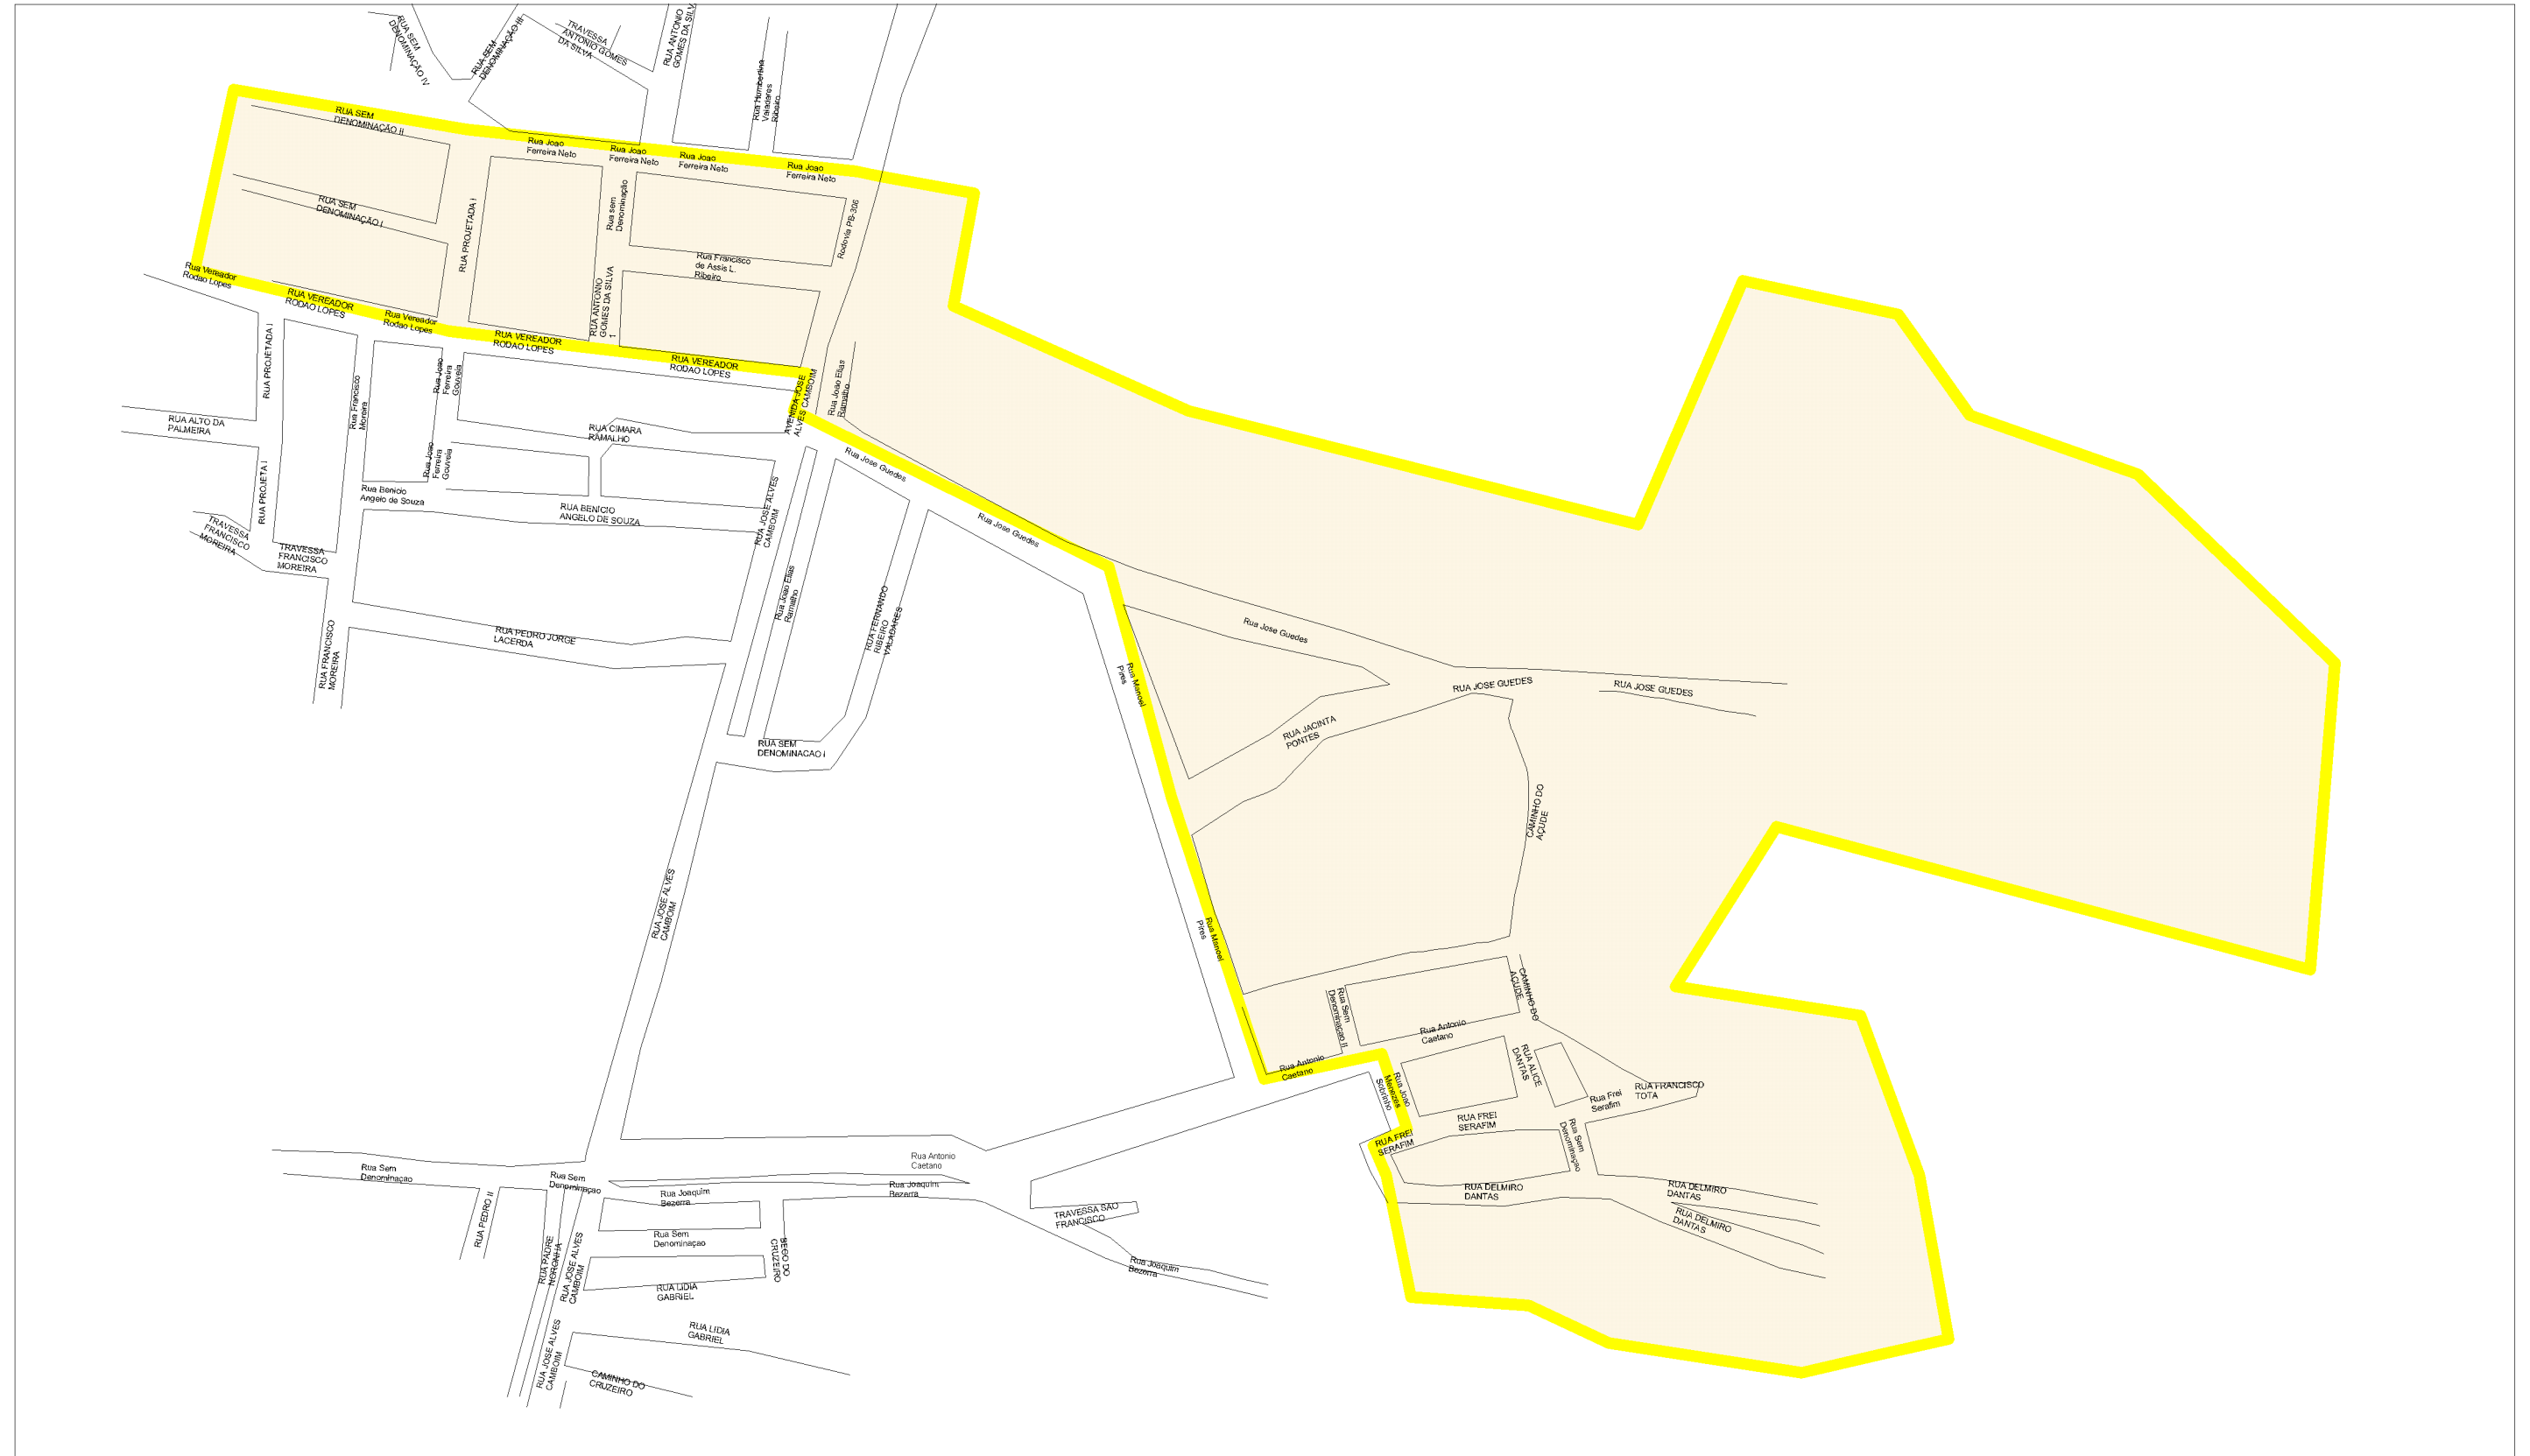 RUA SEM
DENOMINAÇÃO IV
RUA SEM
DENOMINAÇÃO III
TRAVESSA
ANTONIO GOMES
DA SILVA
RUA ANTONIO
GOMES DA SILVA
Rua Humbertina
Valadares
Ribeiro
RUA SEM
DENOMINAÇÃO II
Rua Joao
Ferreira Neto
Rua Joao
Ferreira Neto
Rua Joao
Ferreira Neto
Rua Joao
Ferreira Neto
RUA SEM
DENOMINAÇÃO I
RUA PROJETADA I
Rua sem
Denominação
Rodovia PB-306
Rua Francisco
de Assis L.
Ribeiro
RUA ANTONIO
GOMES DA SILVA
1
Rua Vereador
Rodao Lopes
RUA VEREADOR
RODAO LOPES
Rua Vereador
Rodao Lopes
RUA VEREADOR
RODAO LOPES
RUA VEREADOR
RODAO LOPES
RUA PROJETADA I
Rua Francisco
Moreira
Rua Joao
Ferreira
Gouveia
AVENIDA JOSE
ALVES CAMBOIM
Rua João Elias
Ramalho
RUA ALTO DA
PALMEIRA
RUA CIMARA
RAMALHO
Rua Joao
Ferreira
Gouveia
Rua Jose Guedes
RUA PROJETA I
Rua Benicio
Angelo de Souza
RUA BENICIO
ANGELO DE SOUZA
RUA JOSE ALVES
CAMBOIM
Rua Jose Guedes
TRAVESSA
FRANCISCO
MOREIRA
TRAVESSA
FRANCISCO
MOREIRA
Rua Joao Elias
Ramalho
RUA FERNANDO
RIBEIRO
VALADARES
RUA FRANCISCO
MOREIRA
RUA PEDRO JORGE
LACERDA
Rua Jose Guedes
Rua Manoel
Pires
RUA JOSE GUEDES
RUA JOSE GUEDES
RUA JACINTA
PONTES
RUA SEM
DENOMINACAO I
CAMINHO DO
AÇUDE
RUA JOSE ALVES
CAMBOIM
Rua Manoel
Pires
CAMINHO DO
AÇUDE
Rua Sem
Denominaçao II
Rua Antonio
Caetano
Rua Antonio
Caetano
RUA ALICE
DANTAS
Rua Joao
Menezes
Sobrinho
Rua Frei
Serafim
RUA FRANCISCO
TOTA
RUA FREI
SERAFIM
RUA FREI
SERAFIM
Rua Sem
Denominaçao
Rua Antonio
Caetano
Rua Sem
Denominaçao
Rua Sem
Denominaçao
Rua Joaquim
Bezerra
Rua Joaquim
Bezerra
RUA DELMIRO
DANTAS
RUA DELMIRO
DANTAS
RUA DELMIRO
DANTAS
RUA PEDRO II
TRAVESSA SAO
FRANCISCO
Rua Sem
Denominaçao
BECO DO
CRUZEIRO
RUA PADRE
NORONHA
RUA JOSE ALVES
CAMBOIM
Rua Joaquim
Bezerra
RUA LIDIA
GABRIEL
RUA LIDIA
GABRIEL
RUA JOSE ALVES
CAMBOIM
CAMINHO DO
CRUZEIRO